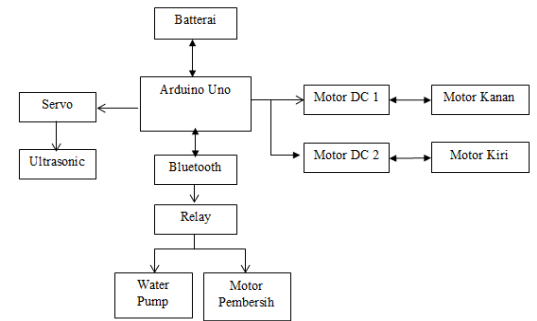 Batterai
Arduino Uno
Servo
Motor DC 1
Motor Kanan
Ultrasonic
Bluetooth
Motor DC 2
Motor Kiri
Relay
Water
Pump
Motor
Pembersih